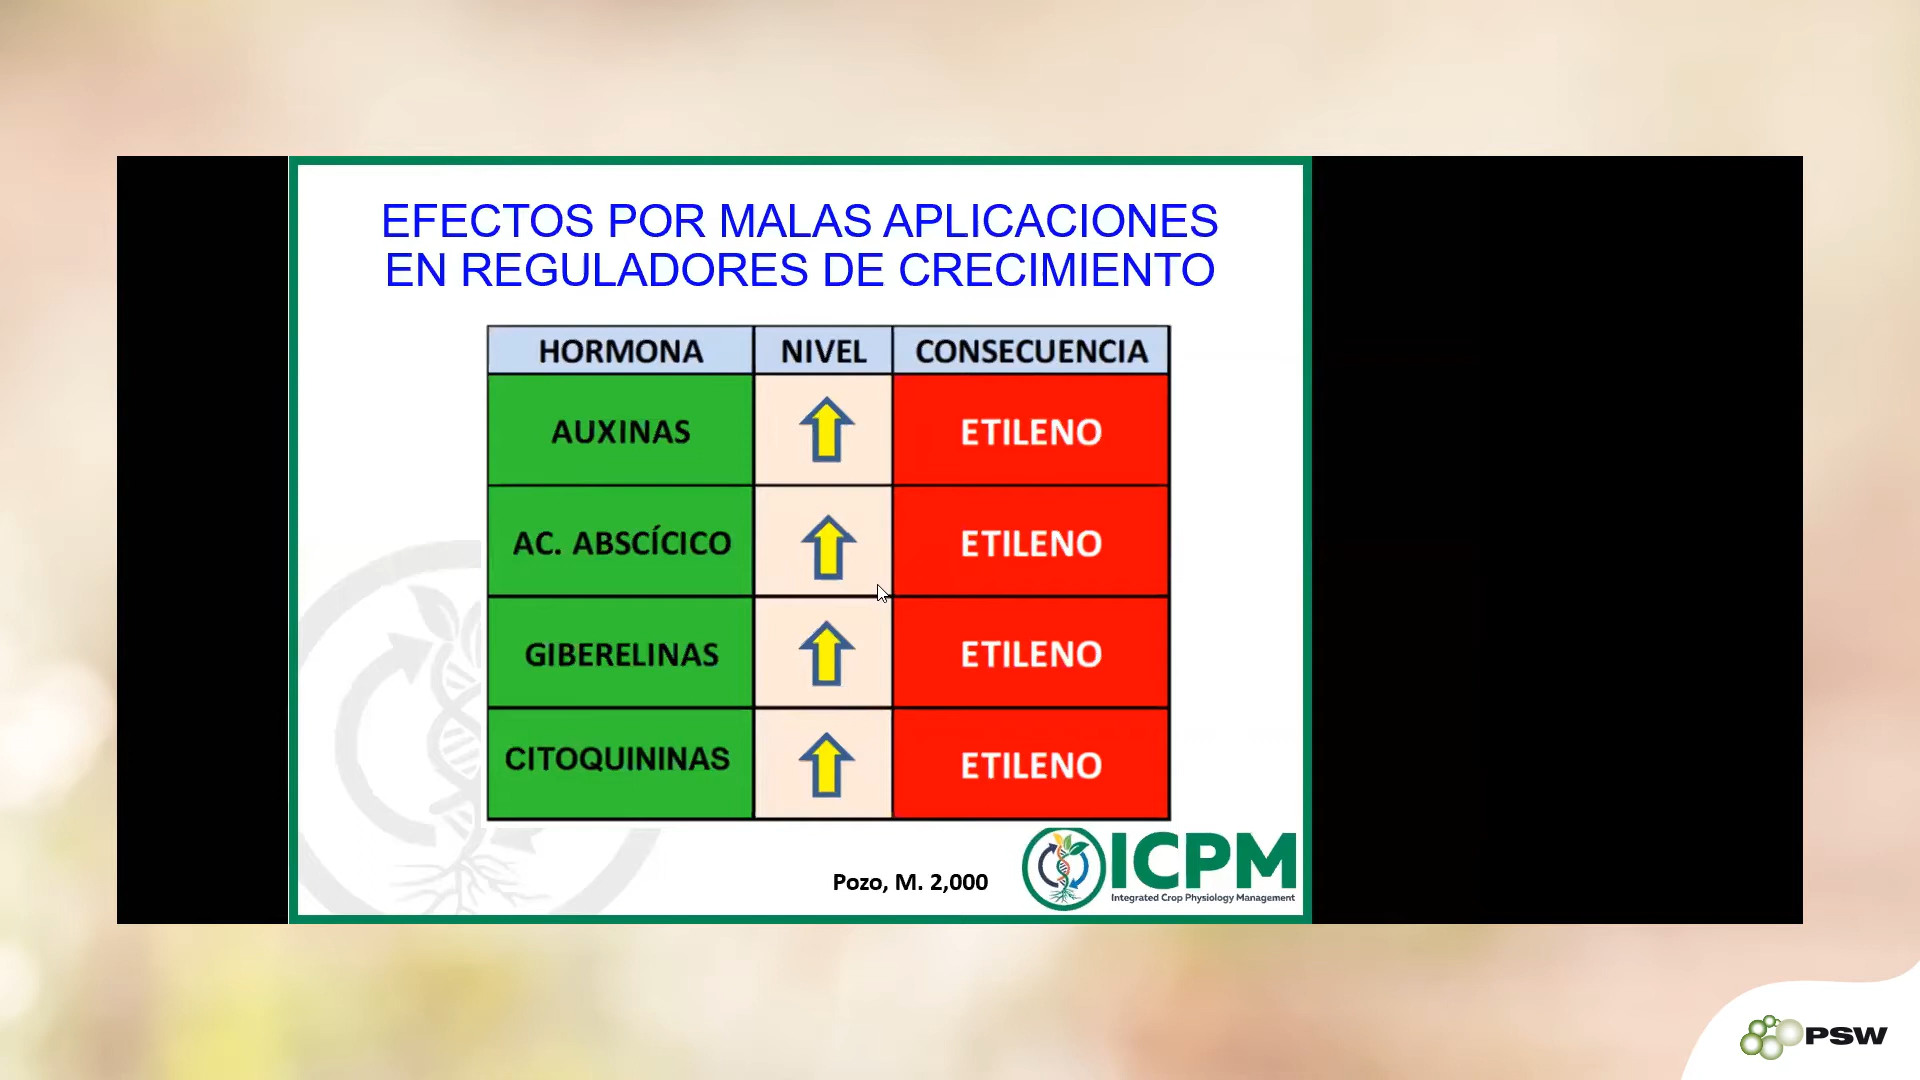 EFECTOS POR MALAS APLICACIONES
EN REGULADORES DE CRECIMIENTO
HORMONA NIVEL CONSECUENCIA
AUXINAS ETILENO
AC. ABSCÍCICO ETILENO
GIBERELINAS ETILENO
CITOQUININAS ETILENO
Pozo, M. 2,000
ICPM
Integrated Crop Physiology Management
PSW